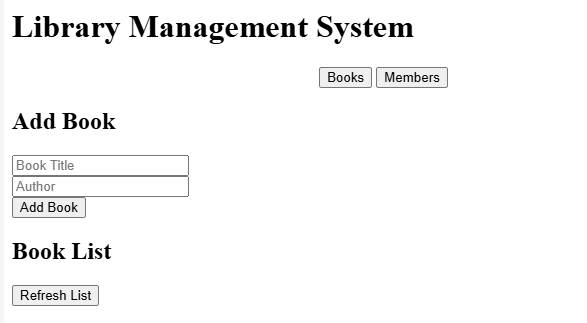 Library Management System
Books Members
Add Book
Book Title
Author
Add Book
Book List
Refresh List